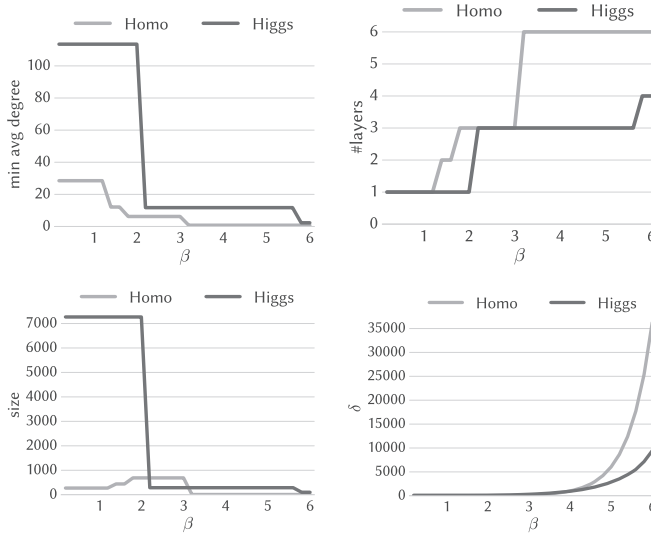 Homo Higgs
min avg degree
100
80
60
40
20
0
1 2 3 4 5 6
β
Homo Higgs
#layers
6
5
4
3
2
1
0
1 2 3 4 5 6
β
Homo Higgs
size
7000
6000
5000
4000
3000
2000
1000
0
1 2 3 4 5 6
β
Homo Higgs
δ
35000
30000
25000
20000
15000
10000
5000
0
1 2 3 4 5 6
β